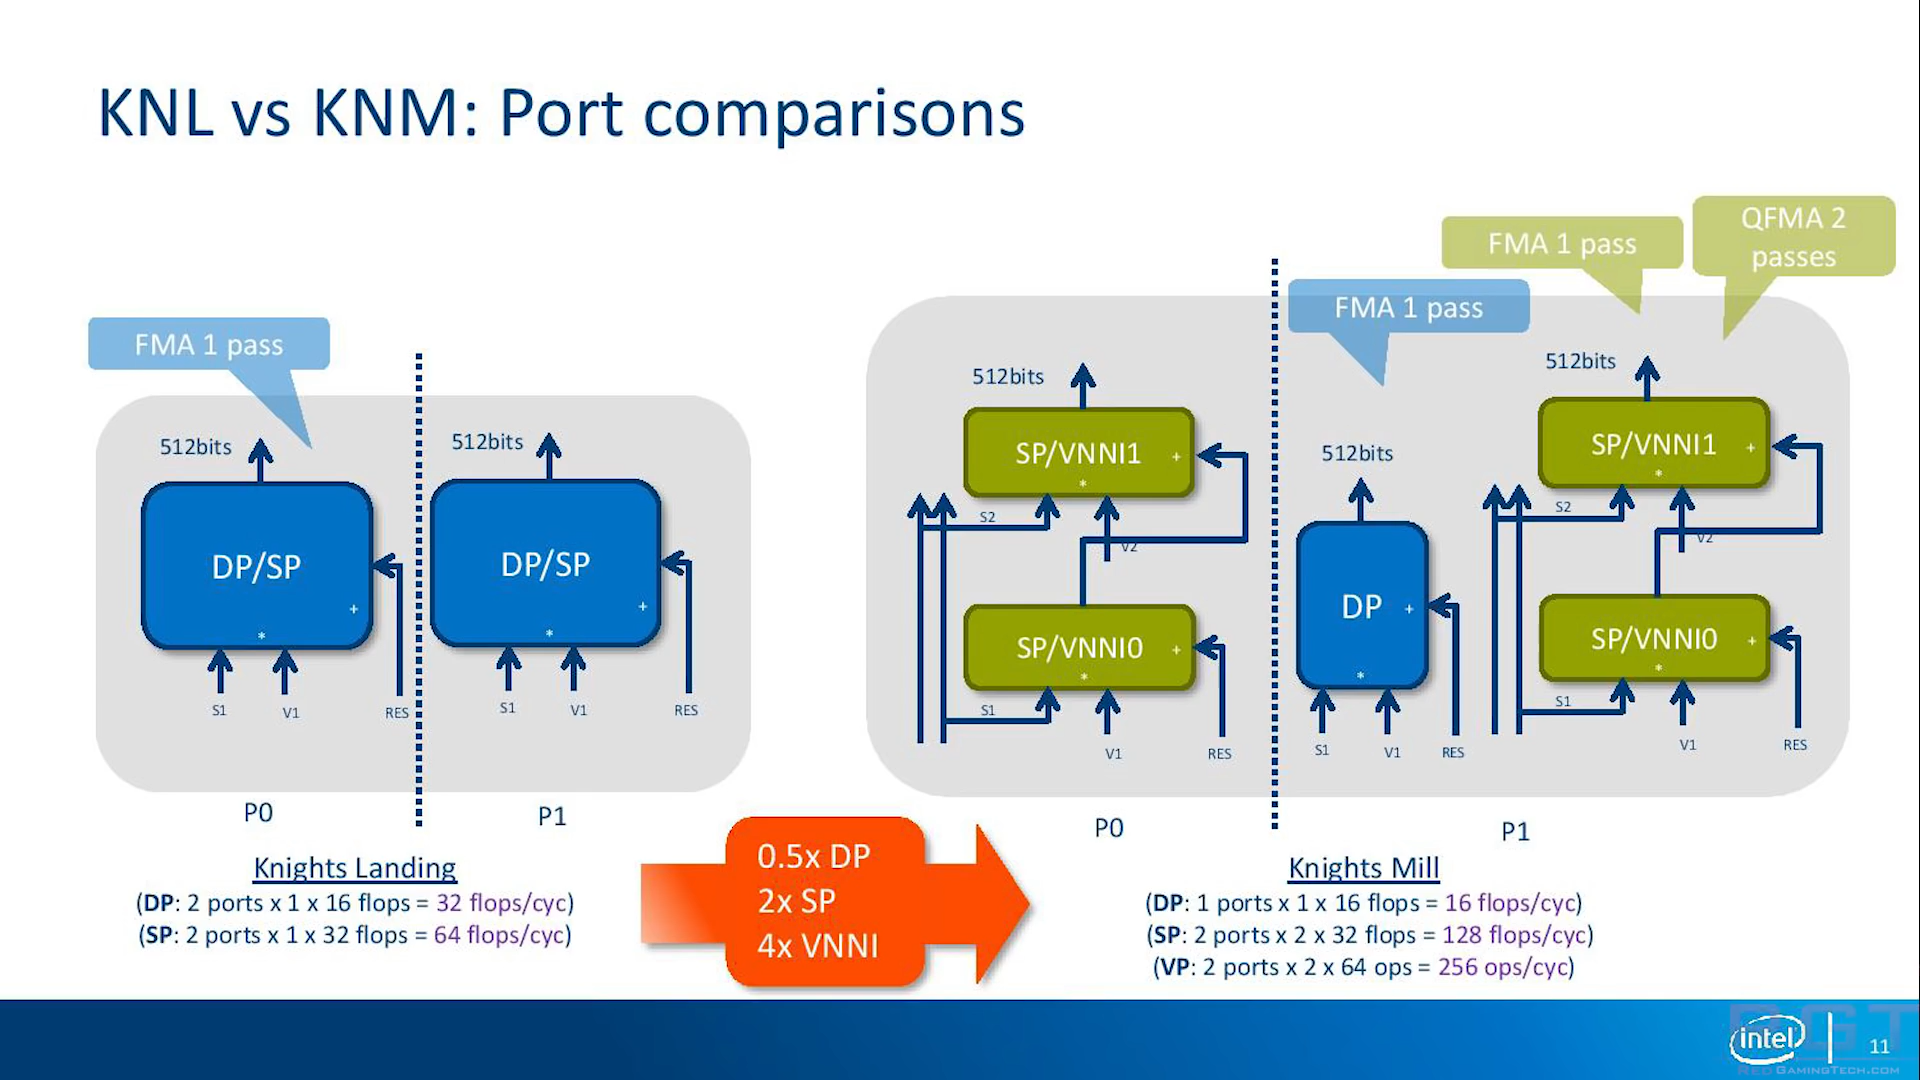 KNL vs KNM: Port comparisons
FMA 1 pass
512bits
512bits
DP/SP
+
*
DP/SP
+
*
S1
V1
RES
S1
V1
RES
P0
P1
Knights Landing
(DP: 2 ports x 1 x 16 flops = 32 flops/cyc)
(SP: 2 ports x 1 x 32 flops = 64 flops/cyc)
0.5x DP
2x SP
4x VNNI
FMA 1 pass
FMA 1 pass
QFMA 2
passes
512bits
SP/VNNI1
+
*
S2
V2
SP/VNNI0
+
*
S1
V1
RES
512bits
DP
+
*
S1
V1
RES
512bits
SP/VNNI1
+
*
S2
V2
SP/VNNI0
+
*
S1
V1
RES
P0
P1
Knights Mill
(DP: 1 ports x 1 x 16 flops = 16 flops/cyc)
(SP: 2 ports x 2 x 32 flops = 128 flops/cyc)
(VP: 2 ports x 2 x 64 ops = 256 ops/cyc)
intel
11
RGT
REDGAMINGTECH.COM